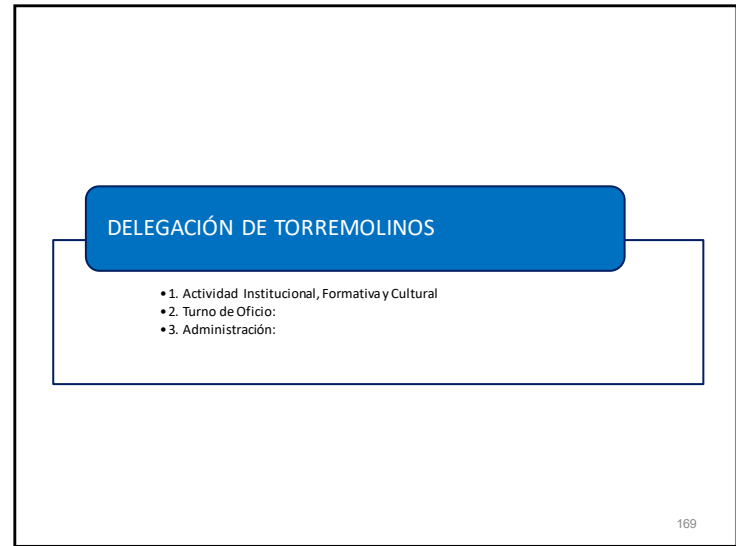 DELEGACIÓN DE TORREMOLINOS
• 1. Actividad Institucional, Formativa y Cultural
• 2. Turno de Oficio:
• 3. Administración:
169